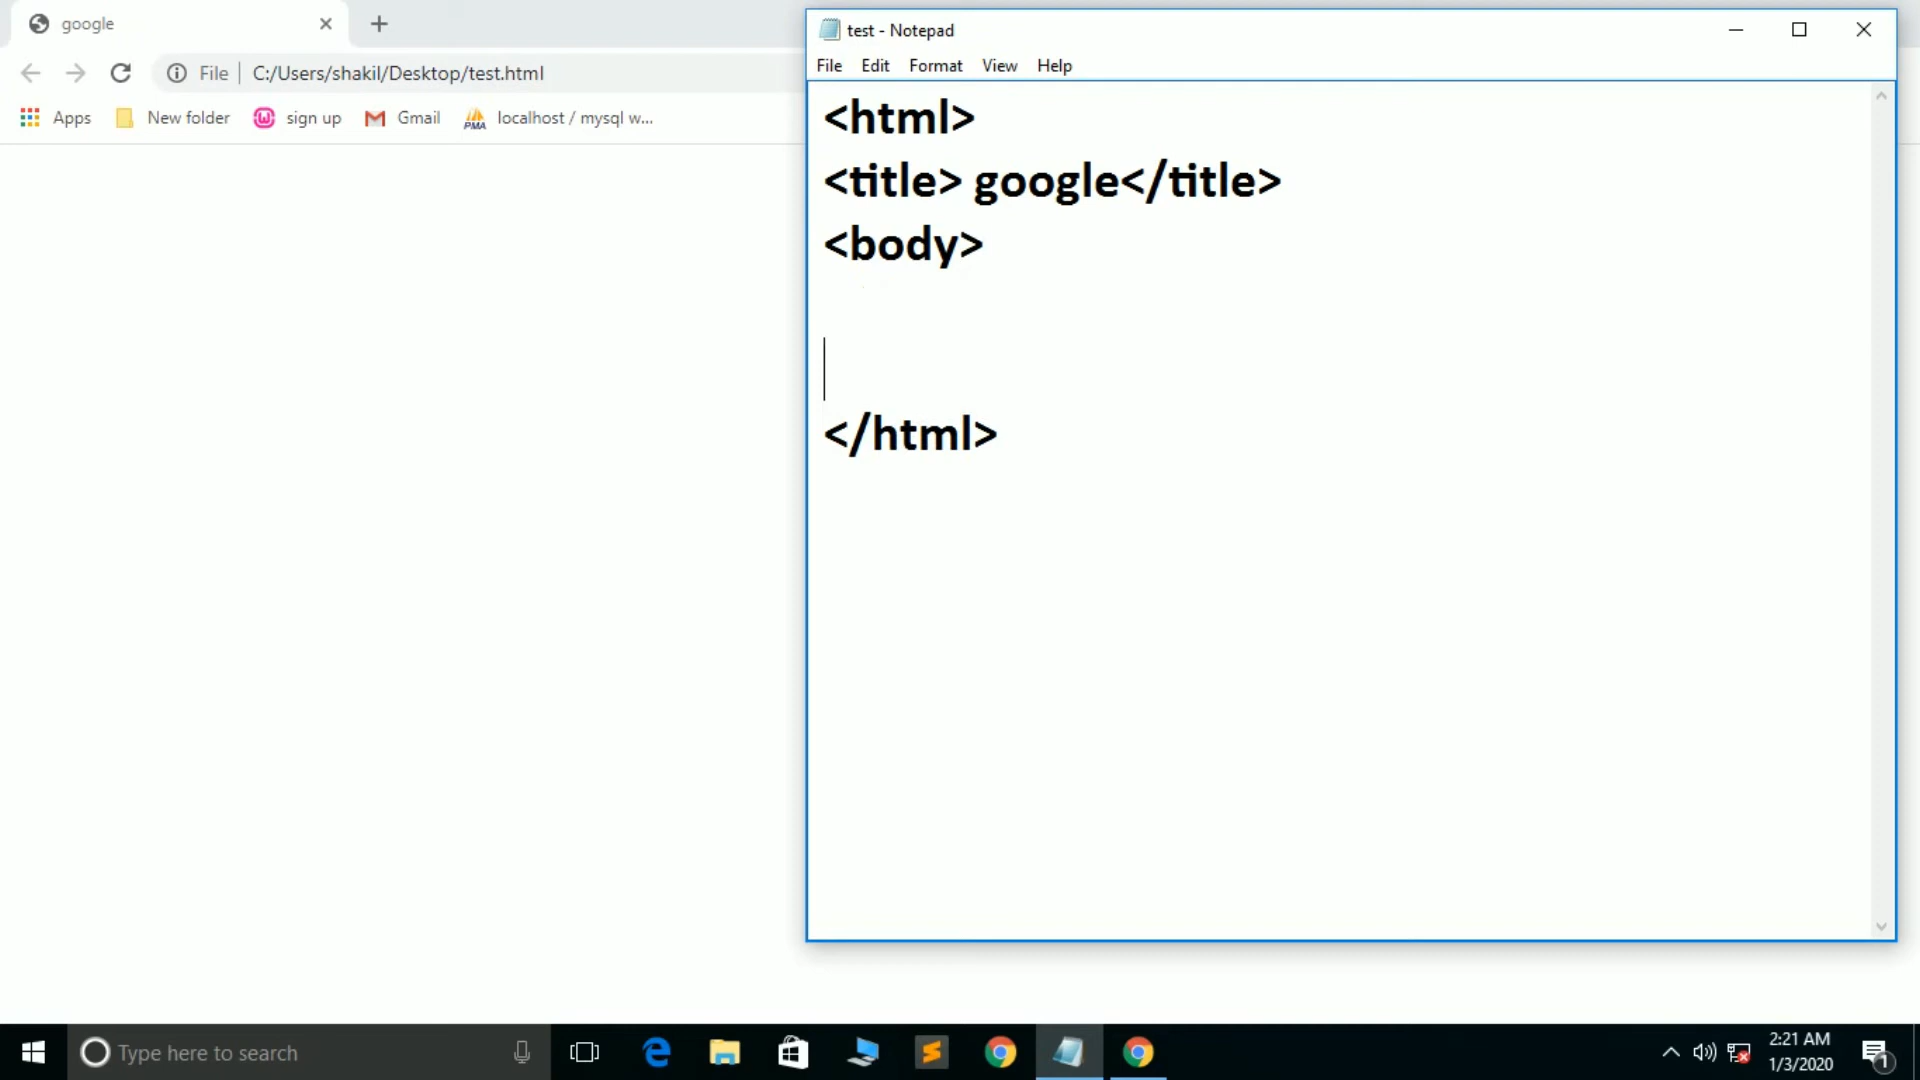 google
File
C:/Users/shakil/Desktop/test.html
Apps
New folder
sign up
Gmail
PMA
localhost / mysql w...
test - Notepad
File Edit Format View Help
<html>
<title> google</title>
<body>
</html>
Type here to search
2:21 AM
1/3/2020
1